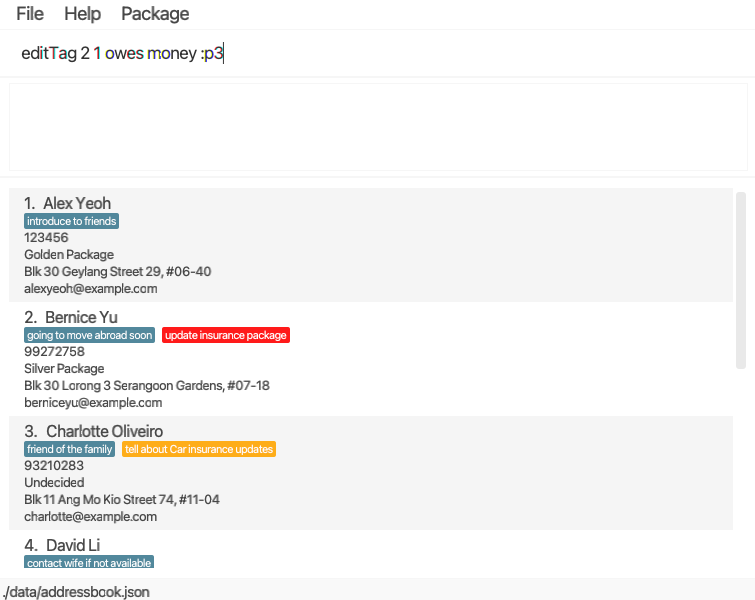 File Help Package
editTag 2 1 owes money :p3
1. Alex Yeoh
introduce to friends
123456
Golden Package
Blk 30 Geylang Street 29, #06-40
alexyeoh@example.com
2. Bernice Yu
going to move abroad soon update insurance package
99272758
Silver Package
Blk 30 Lorong 3 Serangoon Gardens, #07-18
berniceyu@example.com
3. Charlotte Oliveiro
friend of the family tell about Car insurance updates
93210283
Undecided
Blk 11 Ang Mo Kio Street 74, #11-04
charlotte@example.com
4. David Li
contact wife if not available
./data/addressbook.json